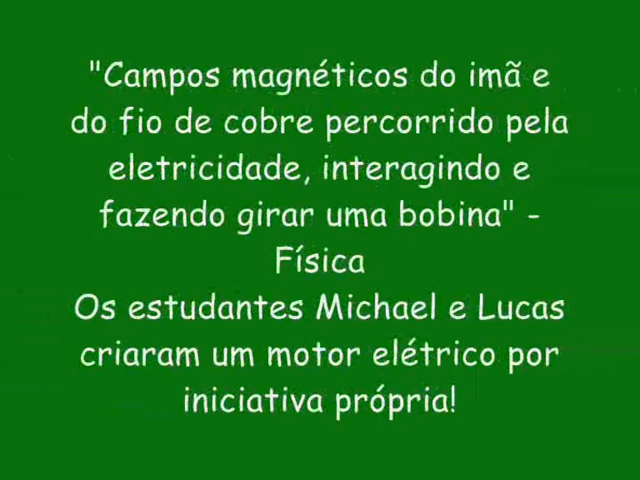 "Campos magnéticos do imã e
do fio de cobre percorrido pela
eletricidade, interagindo e
fazendo girar uma bobina" -
Física
Os estudantes Michael e Lucas
criaram um motor elétrico por
iniciativa própria!